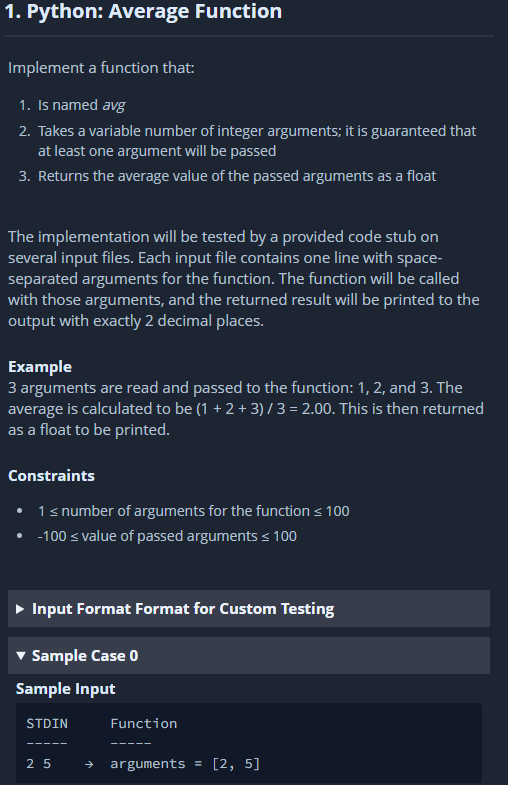 1. Python: Average Function
Implement a function that:
1. Is named avg
2. Takes a variable number of integer arguments; it is guaranteed that
at least one argument will be passed
3. Returns the average value of the passed arguments as a float
The implementation will be tested by a provided code stub on
several input files. Each input file contains one line with space-
separated arguments for the function. The function will be called
with those arguments, and the returned result will be printed to the
output with exactly 2 decimal places.
Example
3 arguments are read and passed to the function: 1, 2, and 3. The
average is calculated to be (1 + 2 + 3) / 3 = 2.00. This is then returned
as a float to be printed.
Constraints
• 1 ≤ number of arguments for the function ≤ 100
• -100 ≤ value of passed arguments ≤ 100
▶ Input Format Format for Custom Testing
▼ Sample Case 0
Sample Input
STDIN Function
----- -----
2 5 → arguments = [2, 5]